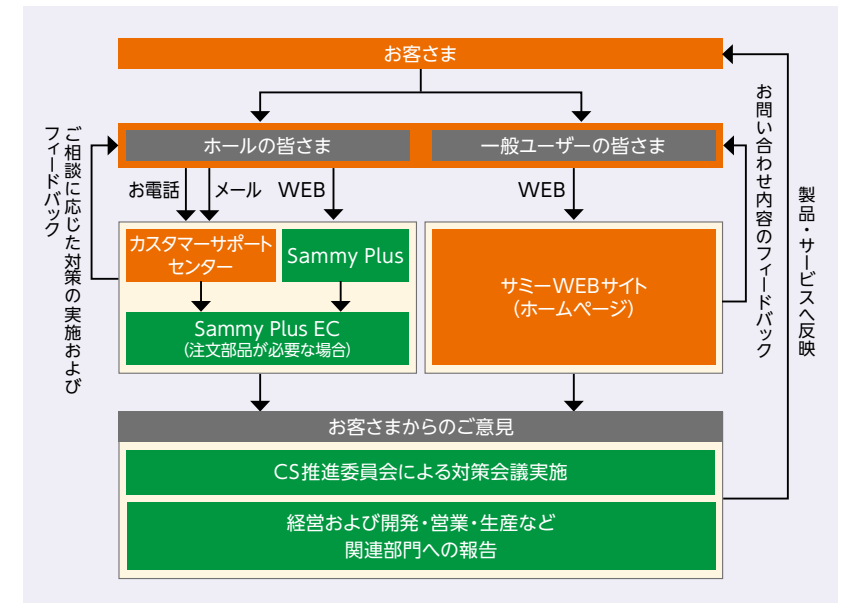 お客さま
ホールの皆さま
一般ユーザーの皆さま
お電話
メール
WEB
WEB
カスタマーサポート
センター
Sammy Plus
Sammy Plus EC
(注文部品が必要な場合)
サミーWEBサイト
(ホームページ)
ご相談に応じた対策の実施および
フィードバック
お問い合わせ内容のフィードバック
製品・サービスへ反映
お客さまからのご意見
CS推進委員会による対策会議実施
経営および開発・営業・生産など
関連部門への報告